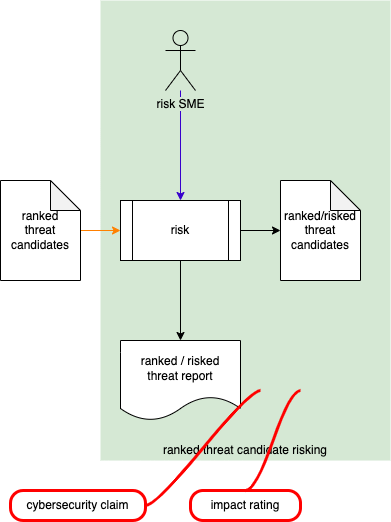 risk SME
ranked
threat
candidates
risk
ranked/risked
threat
candidates
ranked / risked
threat report
ranked threat candidate risking
cybersecurity claim
impact rating